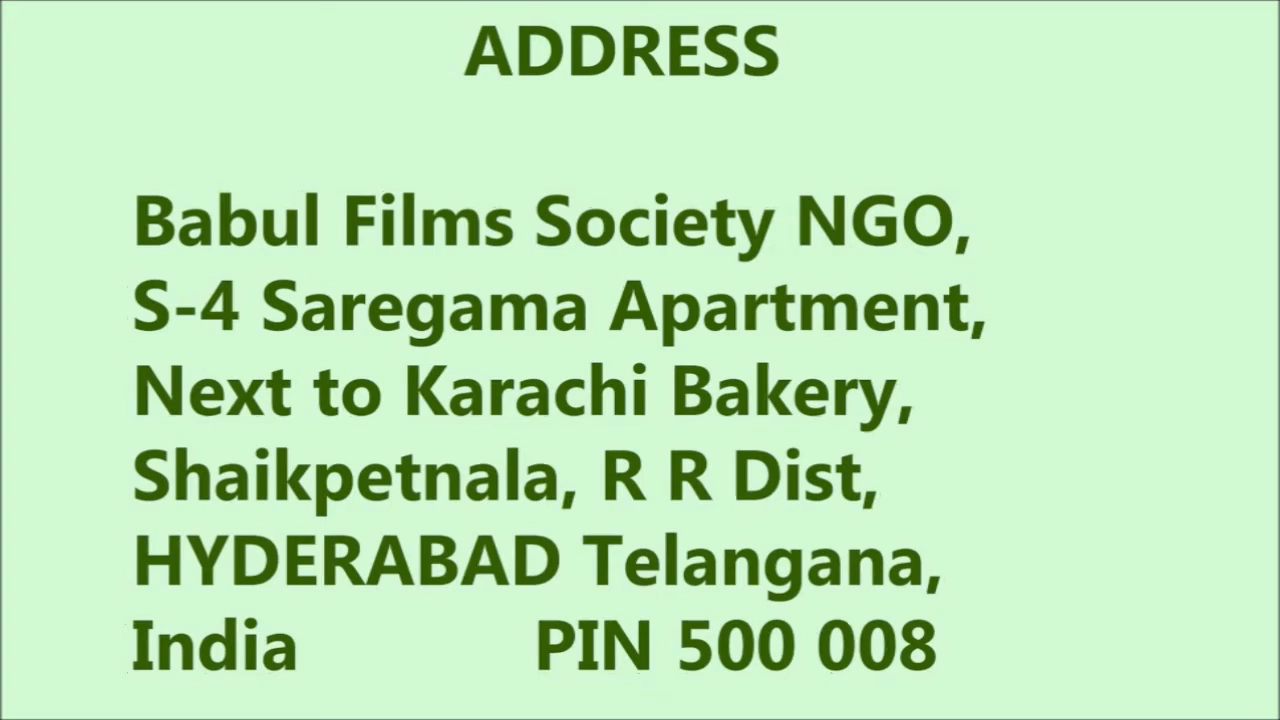 ADDRESS
Babul Films Society NGO,
S-4 Saregama Apartment,
Next to Karachi Bakery,
Shaikpetnala, R R Dist,
HYDERABAD Telangana,
India PIN 500 008